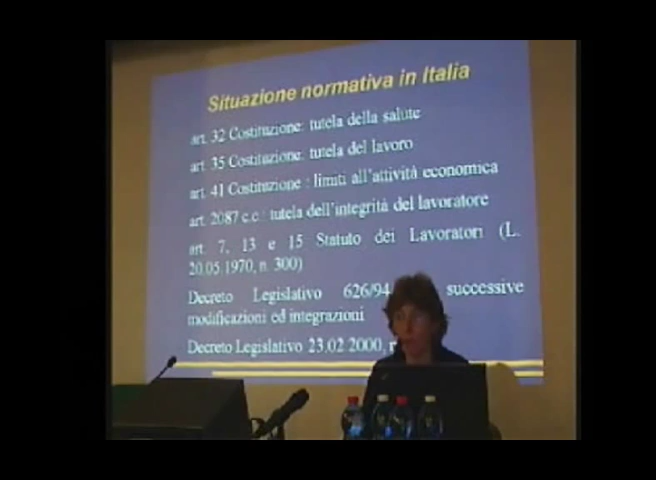 Situazione normativa in Italia
art. 32 Costituzione: tutela della salute
art. 35 Costituzione: tutela del lavoro
art. 41 Costituzione : limiti all'attività economica
art. 2087 c.c.: tutela dell'integrità del lavoratore
art. 7, 13 e 15 Statuto dei Lavoratori (L.
20.05.1970, n. 300)
Decreto Legislativo 626/94 successive
modificazioni ed integrazioni
Decreto Legislativo 23.02.2000,